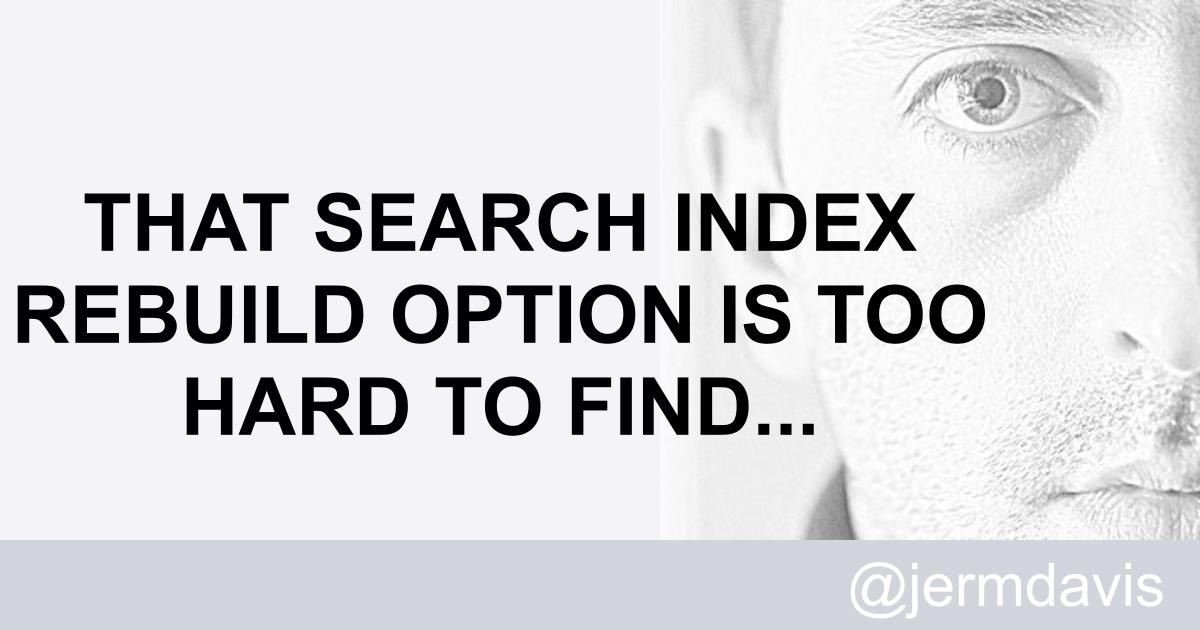 THAT SEARCH INDEX
REBUILD OPTION IS TOO
HARD TO FIND...
@jermdavis